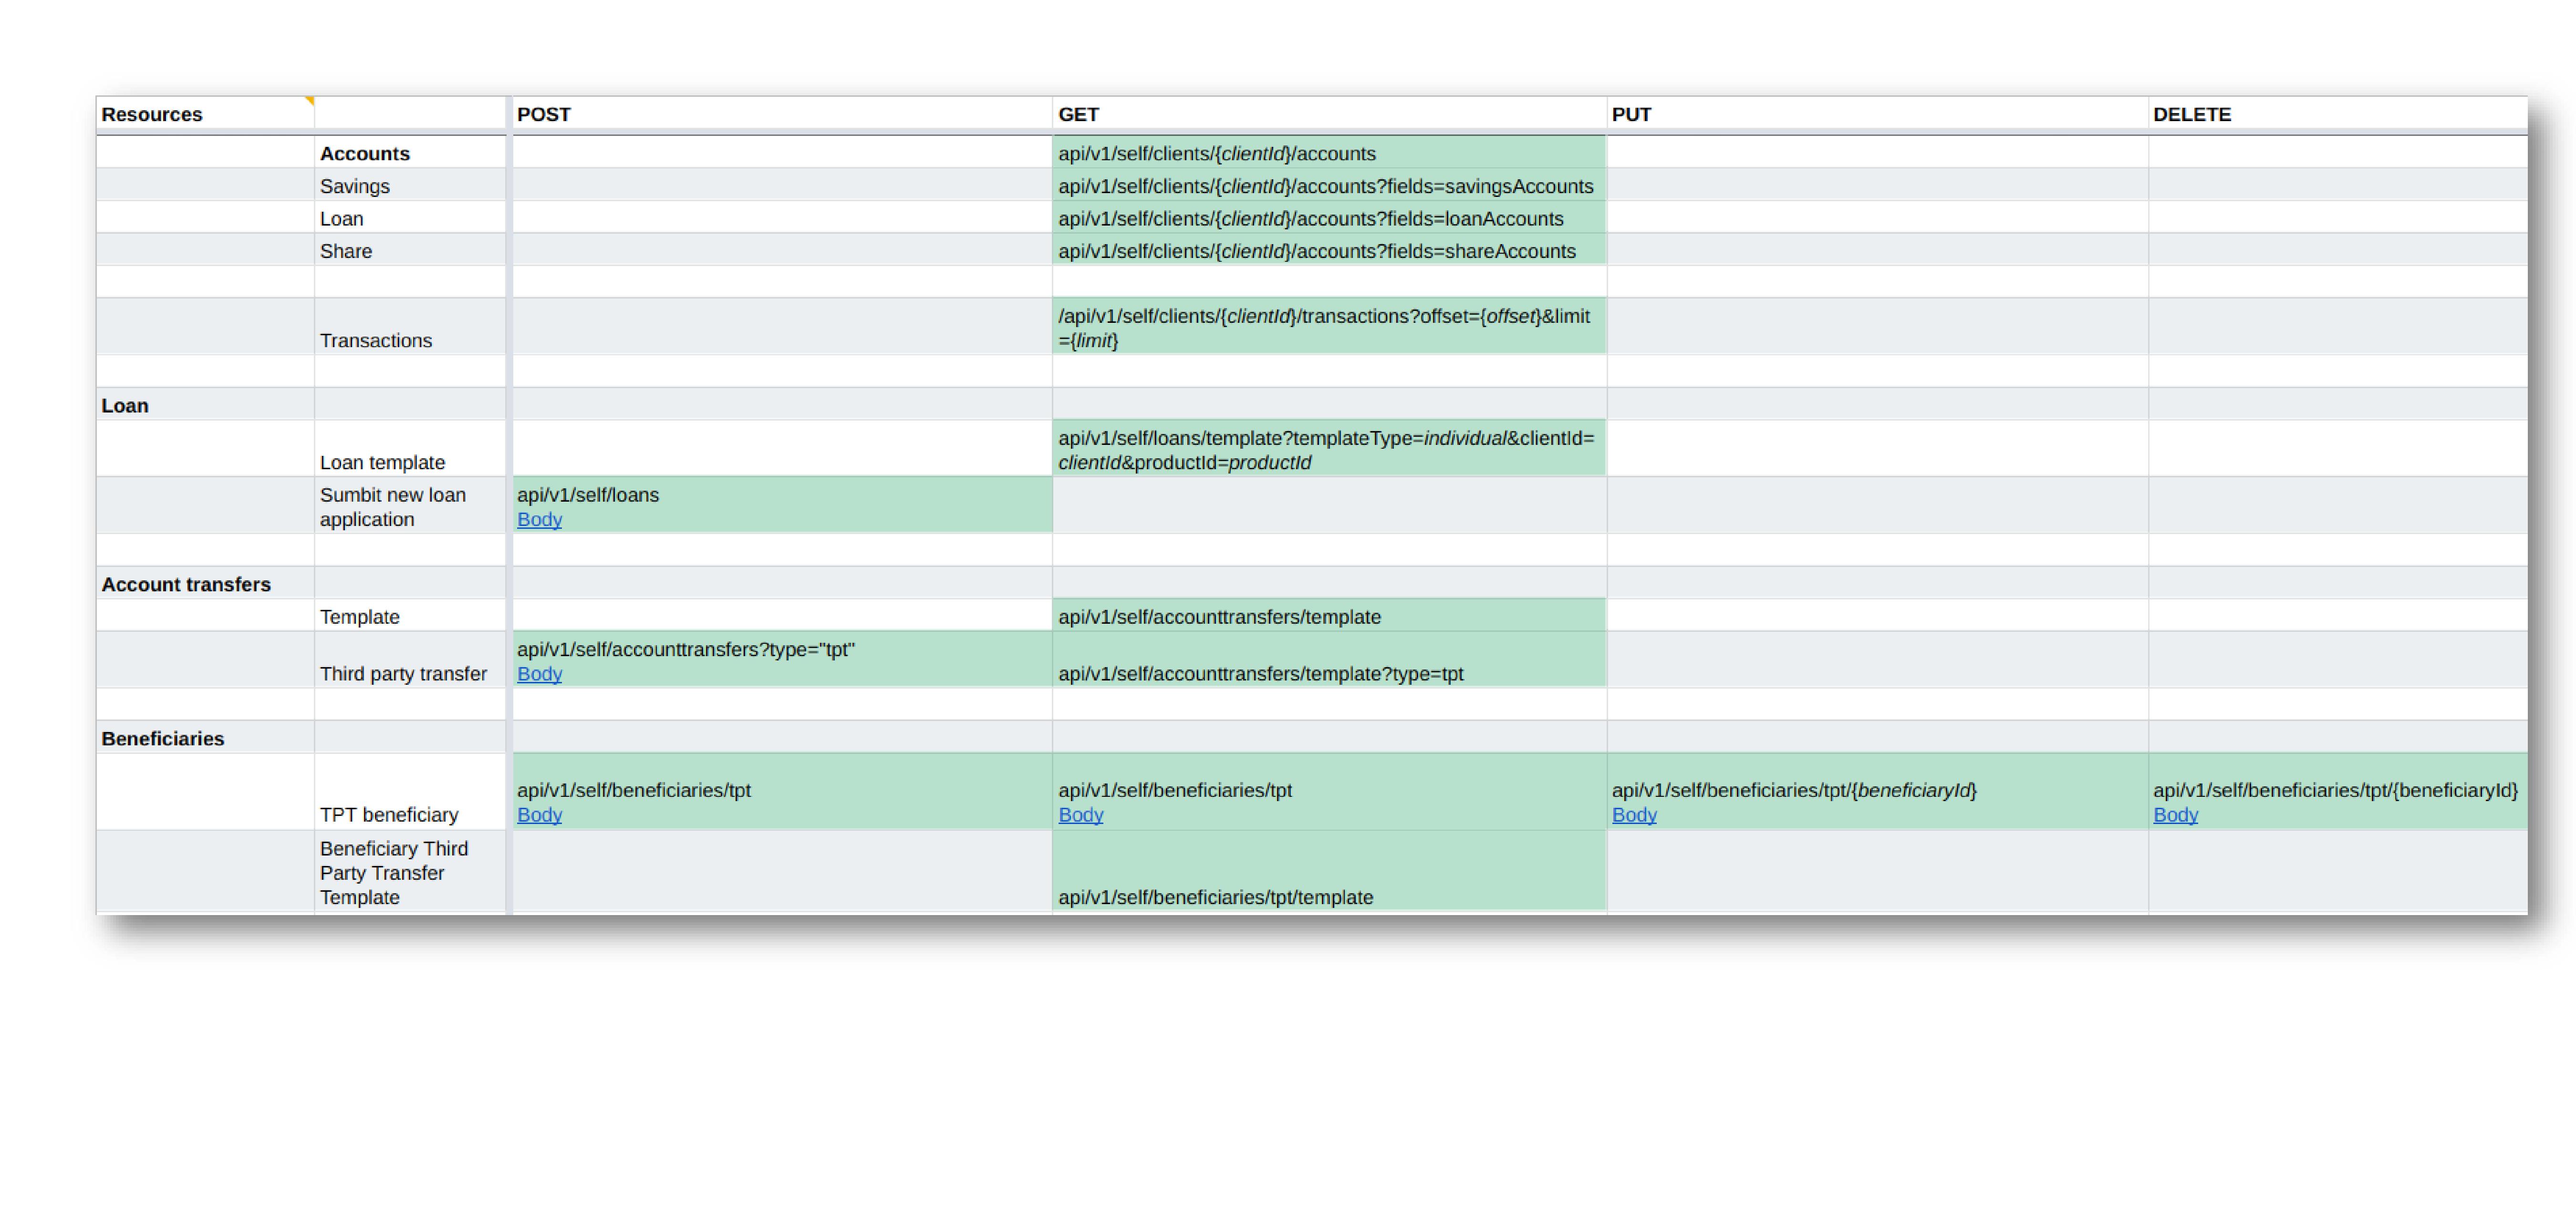 Resources POST GET PUT DELETE
Accounts api/v1/self/clients/{clientId}/accounts
Savings api/v1/self/clients/{clientId}/accounts?fields=savingsAccounts
Loan api/v1/self/clients/{clientId}/accounts?fields=loanAccounts
Share api/v1/self/clients/{clientId}/accounts?fields=shareAccounts
/api/v1/self/clients/{clientId}/transactions?offset={offset}&limit
Transactions ={limit}
Loan
api/v1/self/loans/template?templateType=individual&clientId=
Loan template clientId&productId=productId
Sumbit new loan api/v1/self/loans
application Body
Account transfers
Template api/v1/self/accounttransfers/template
api/v1/self/accounttransfers?type="tpt"
Third party transfer Body api/v1/self/accounttransfers/template?type=tpt
Beneficiaries
api/v1/self/beneficiaries/tpt api/v1/self/beneficiaries/tpt api/v1/self/beneficiaries/tpt/{beneficiaryId} api/v1/self/beneficiaries/tpt/{beneficiaryId}
TPT beneficiary Body Body Body Body
Beneficiary Third
Party Transfer
Template api/v1/self/beneficiaries/tpt/template